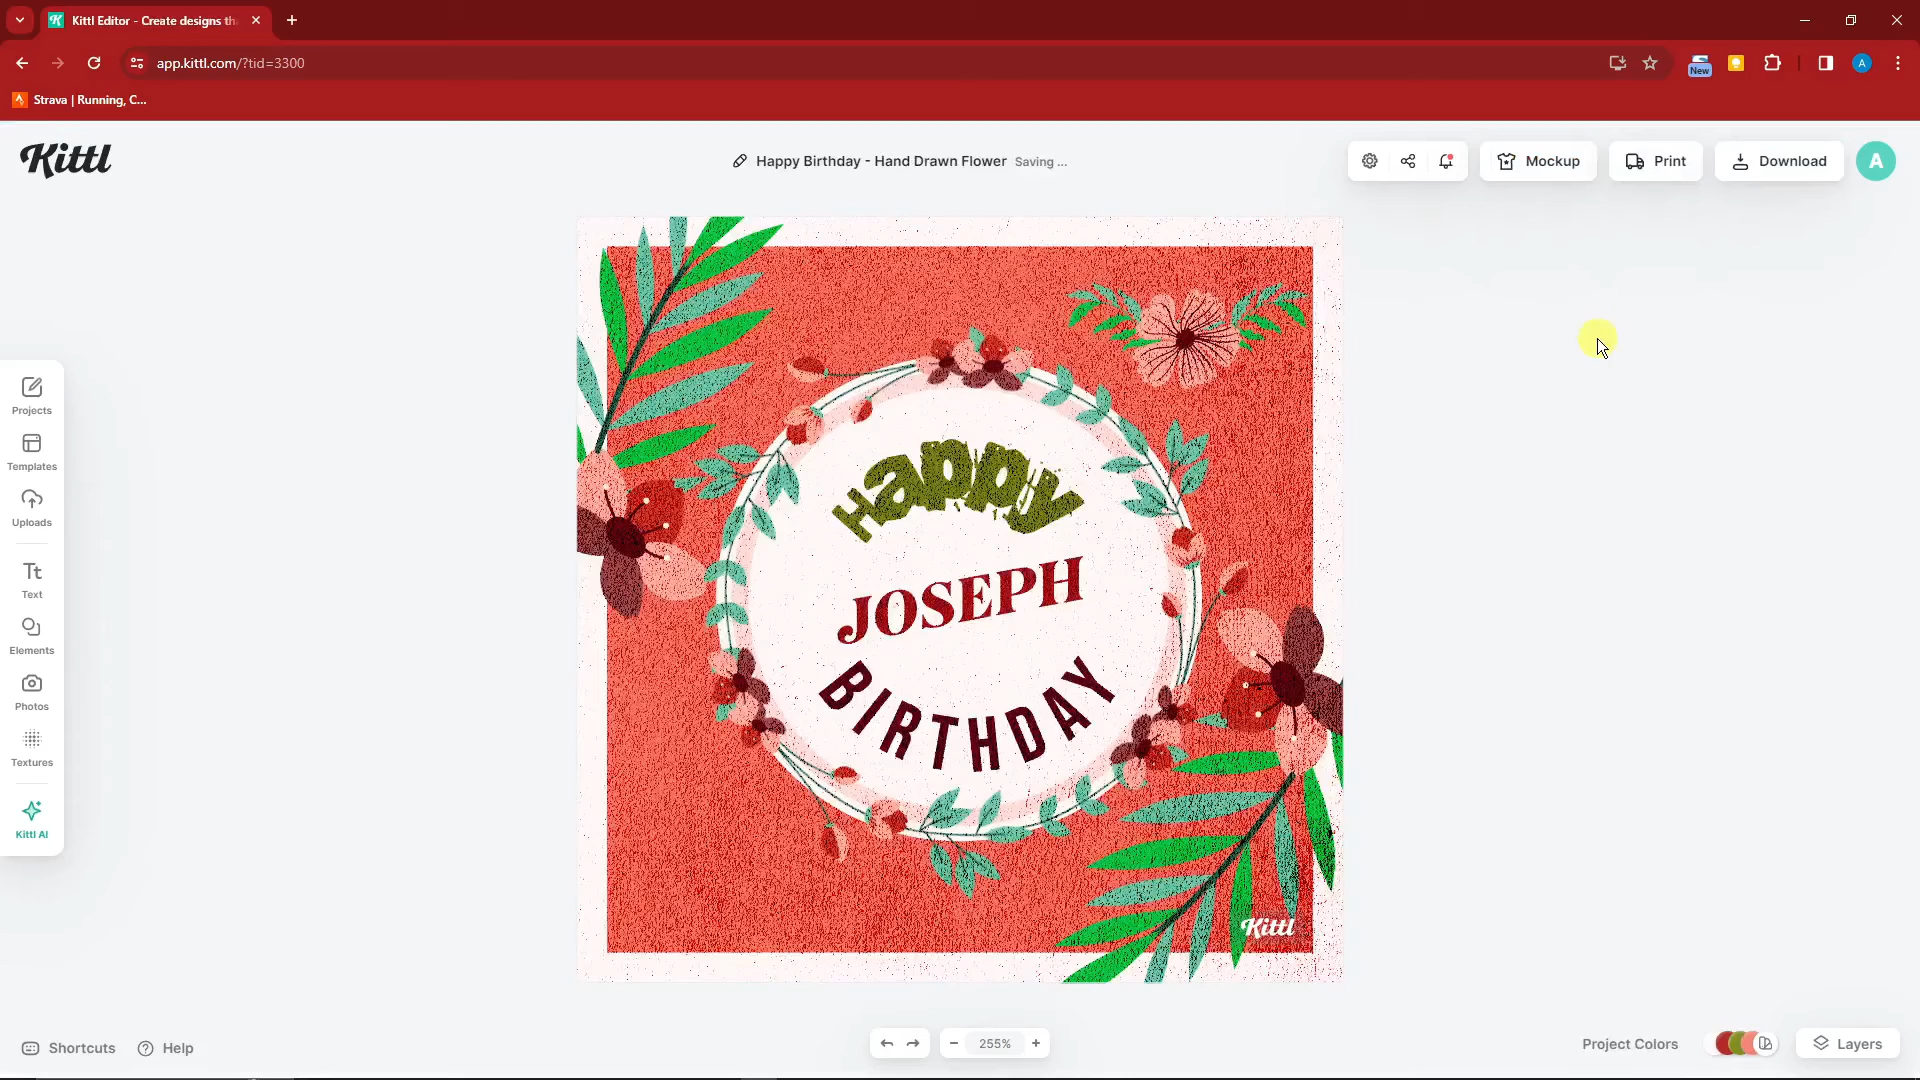 Kittl Editor - Create designs th
app.kittl.com/?tid=3300
New
A
Strava | Running, C...
Kittl
Happy Birthday - Hand Drawn Flower Saving ...
Mockup
Print
Download
A
Projects
Templates
Uploads
Tt
Text
Elements
Photos
Textures
Kittl AI
Happy
JOSEPH
BIRTHDAY
Kittl
Shortcuts
Help
255%
Project Colors
Layers